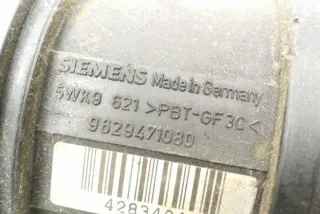 SIEMENS Made in Germany
5WK9 621 >PBT-GF30<
9629471080